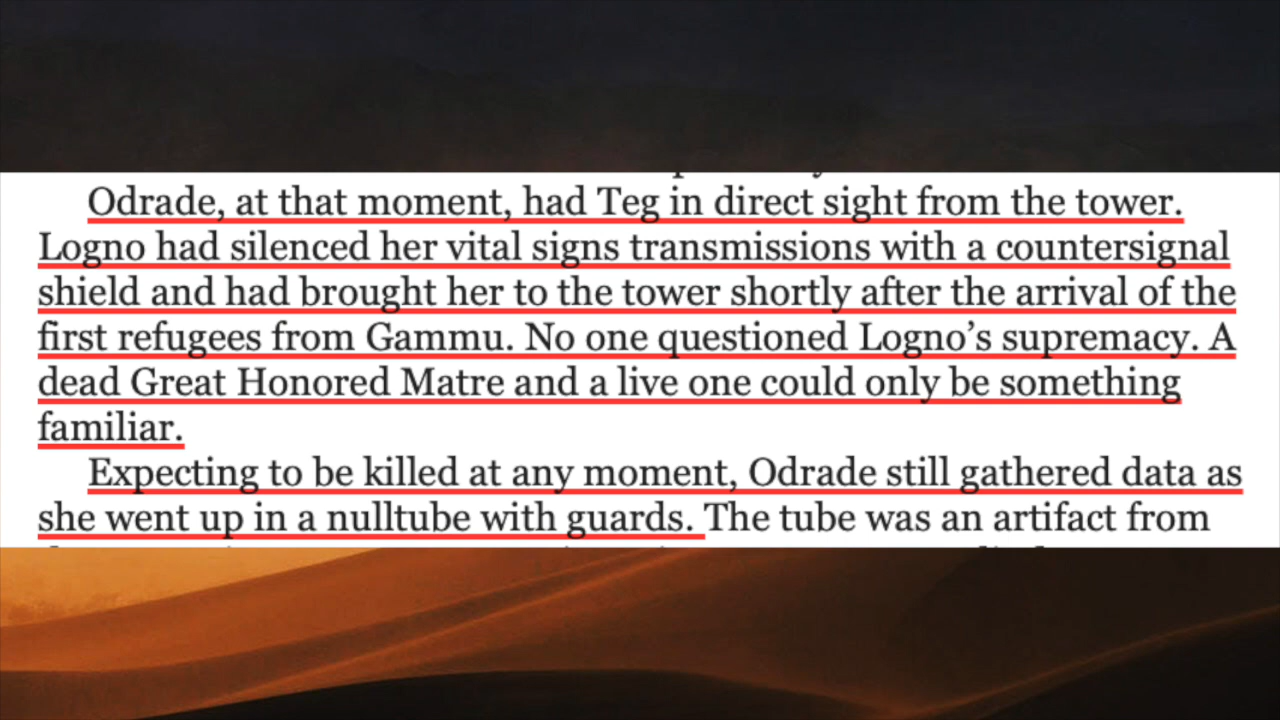 Odrade, at that moment, had Teg in direct sight from the tower.
Logno had silenced her vital signs transmissions with a countersignal
shield and had brought her to the tower shortly after the arrival of the
first refugees from Gammu. No one questioned Logno’s supremacy. A
dead Great Honored Matre and a live one could only be something
familiar.
Expecting to be killed at any moment, Odrade still gathered data as
she went up in a nulltube with guards. The tube was an artifact from